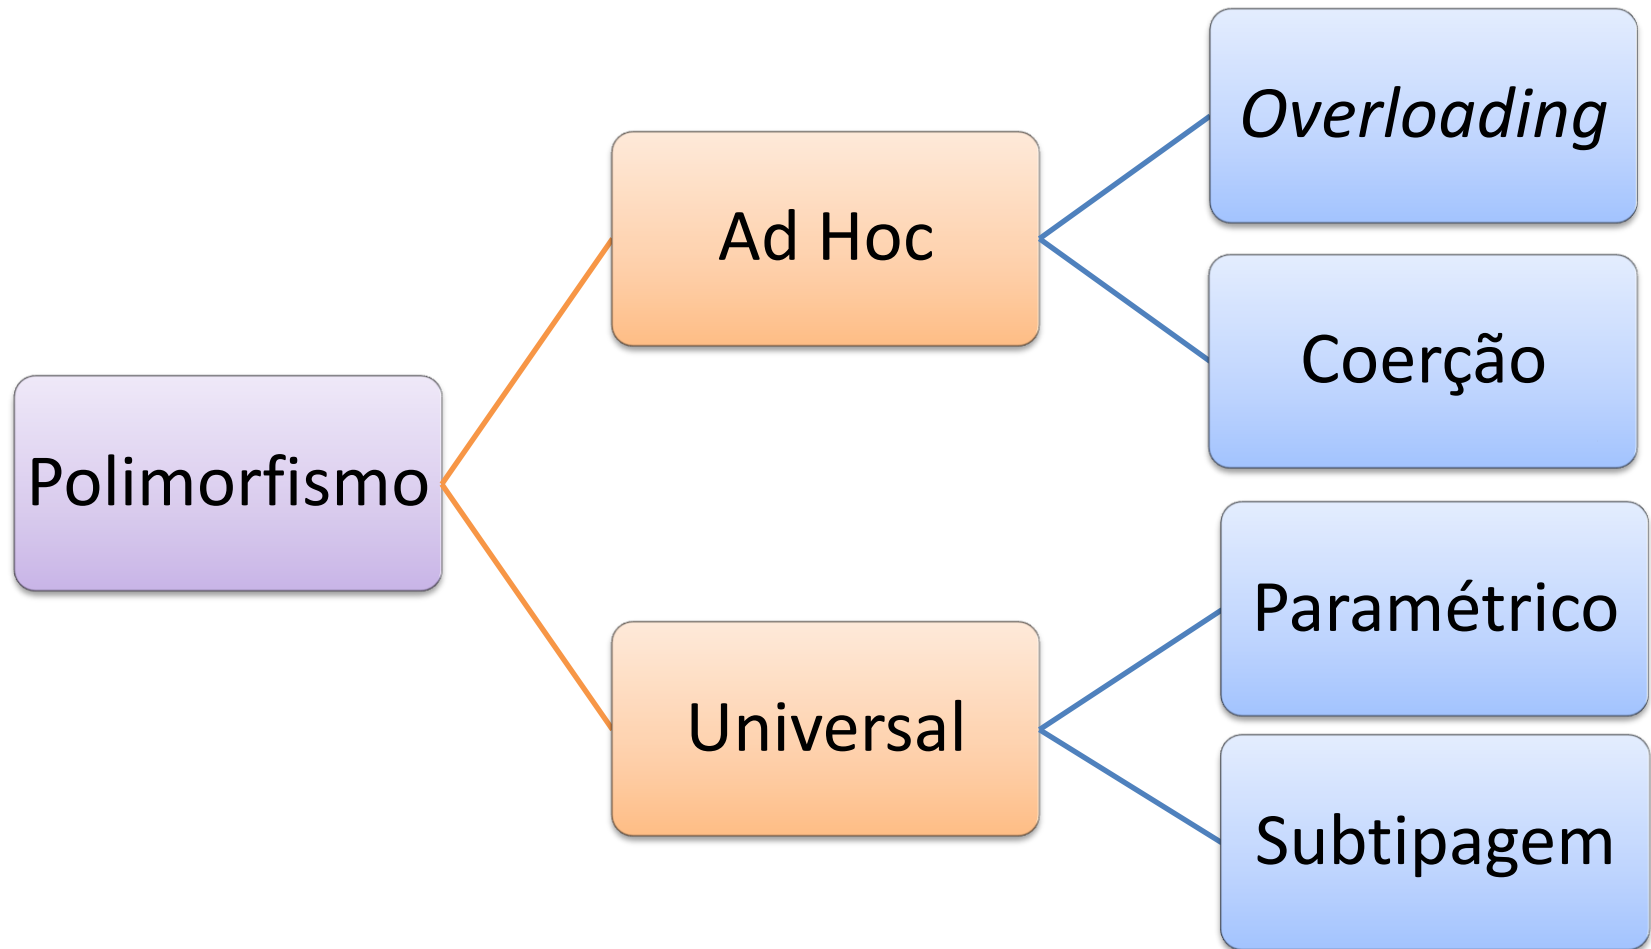 Polimorfismo
Ad Hoc
Overloading
Coerção
Universal
Paramétrico
Subtipagem